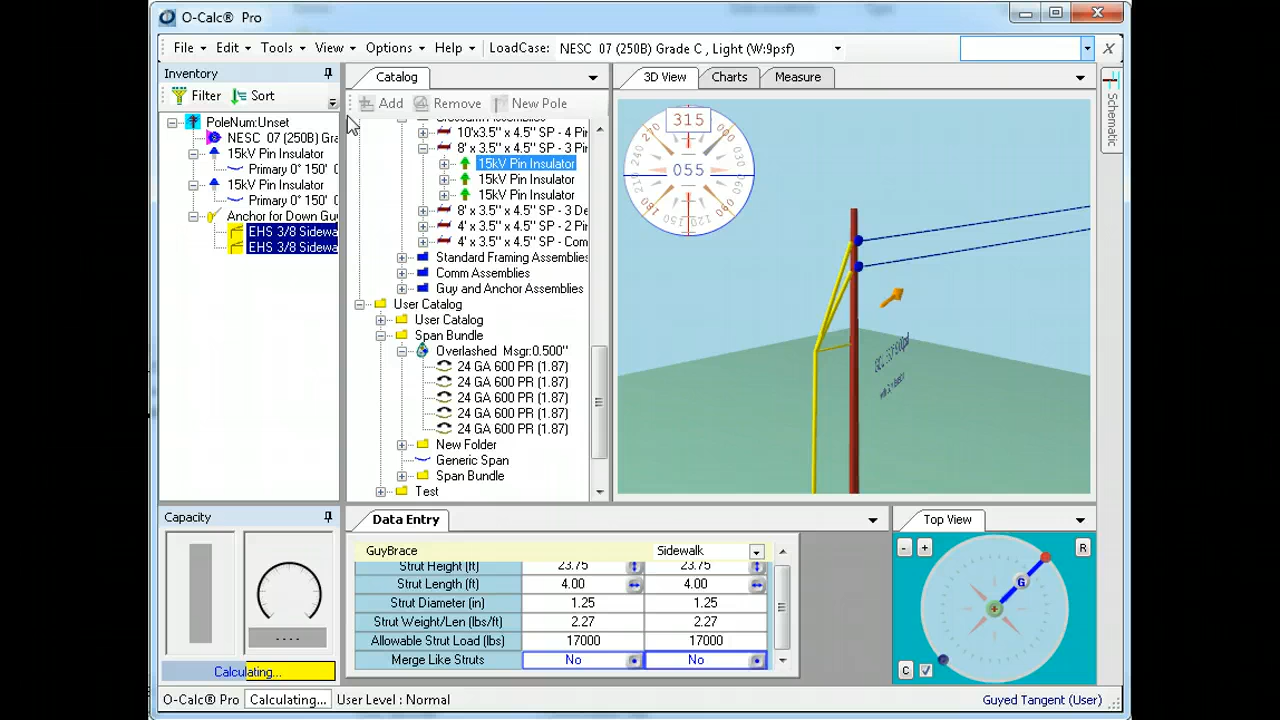 O-Calc® Pro
File Edit Tools View Options Help LoadCase: NESC 07 (250B) Grade C , Light (W:9psf)
Inventory
Filter Sort
PoleNum:Unset
NESC 07 (250B) Gra
15kV Pin Insulator
Primary 0° 150'
15kV Pin Insulator
Primary 0° 150'
Anchor for Down Gu
EHS 3/8 Sidewa
EHS 3/8 Sidewa
Catalog
Add Remove New Pole
10'x3.5" x 4.5" SP - 4 Pi
8' x 3.5" x 4.5" SP - 3 Pi
15kV Pin Insulator
15kV Pin Insulator
15kV Pin Insulator
8' x 3.5" x 4.5" SP - 3 De
4' x 3.5" x 4.5" SP - 2 Pi
4' x 3.5" x 4.5" SP - Com
Standard Framing Assemblies
Comm Assemblies
Guy and Anchor Assemblies
User Catalog
User Catalog
Span Bundle
Overlashed Msgr:0.500"
24 GA 600 PR (1.87)
24 GA 600 PR (1.87)
24 GA 600 PR (1.87)
24 GA 600 PR (1.87)
24 GA 600 PR (1.87)
New Folder
Generic Span
Span Bundle
Test
3D View Charts Measure
315
055
Schematic
Capacity
....
Calculating...
Data Entry
GuyBrace Sidewalk
Strut Height (ft) 23.75 23.75
Strut Length (ft) 4.00 4.00
Strut Diameter (in) 1.25 1.25
Strut Weight/Len (lbs/ft) 2.27 2.27
Allowable Strut Load (lbs) 17000 17000
Merge Like Struts No No
Top View
- + R
G
C
O-Calc® Pro Calculating... User Level : Normal Guyed Tangent (User)